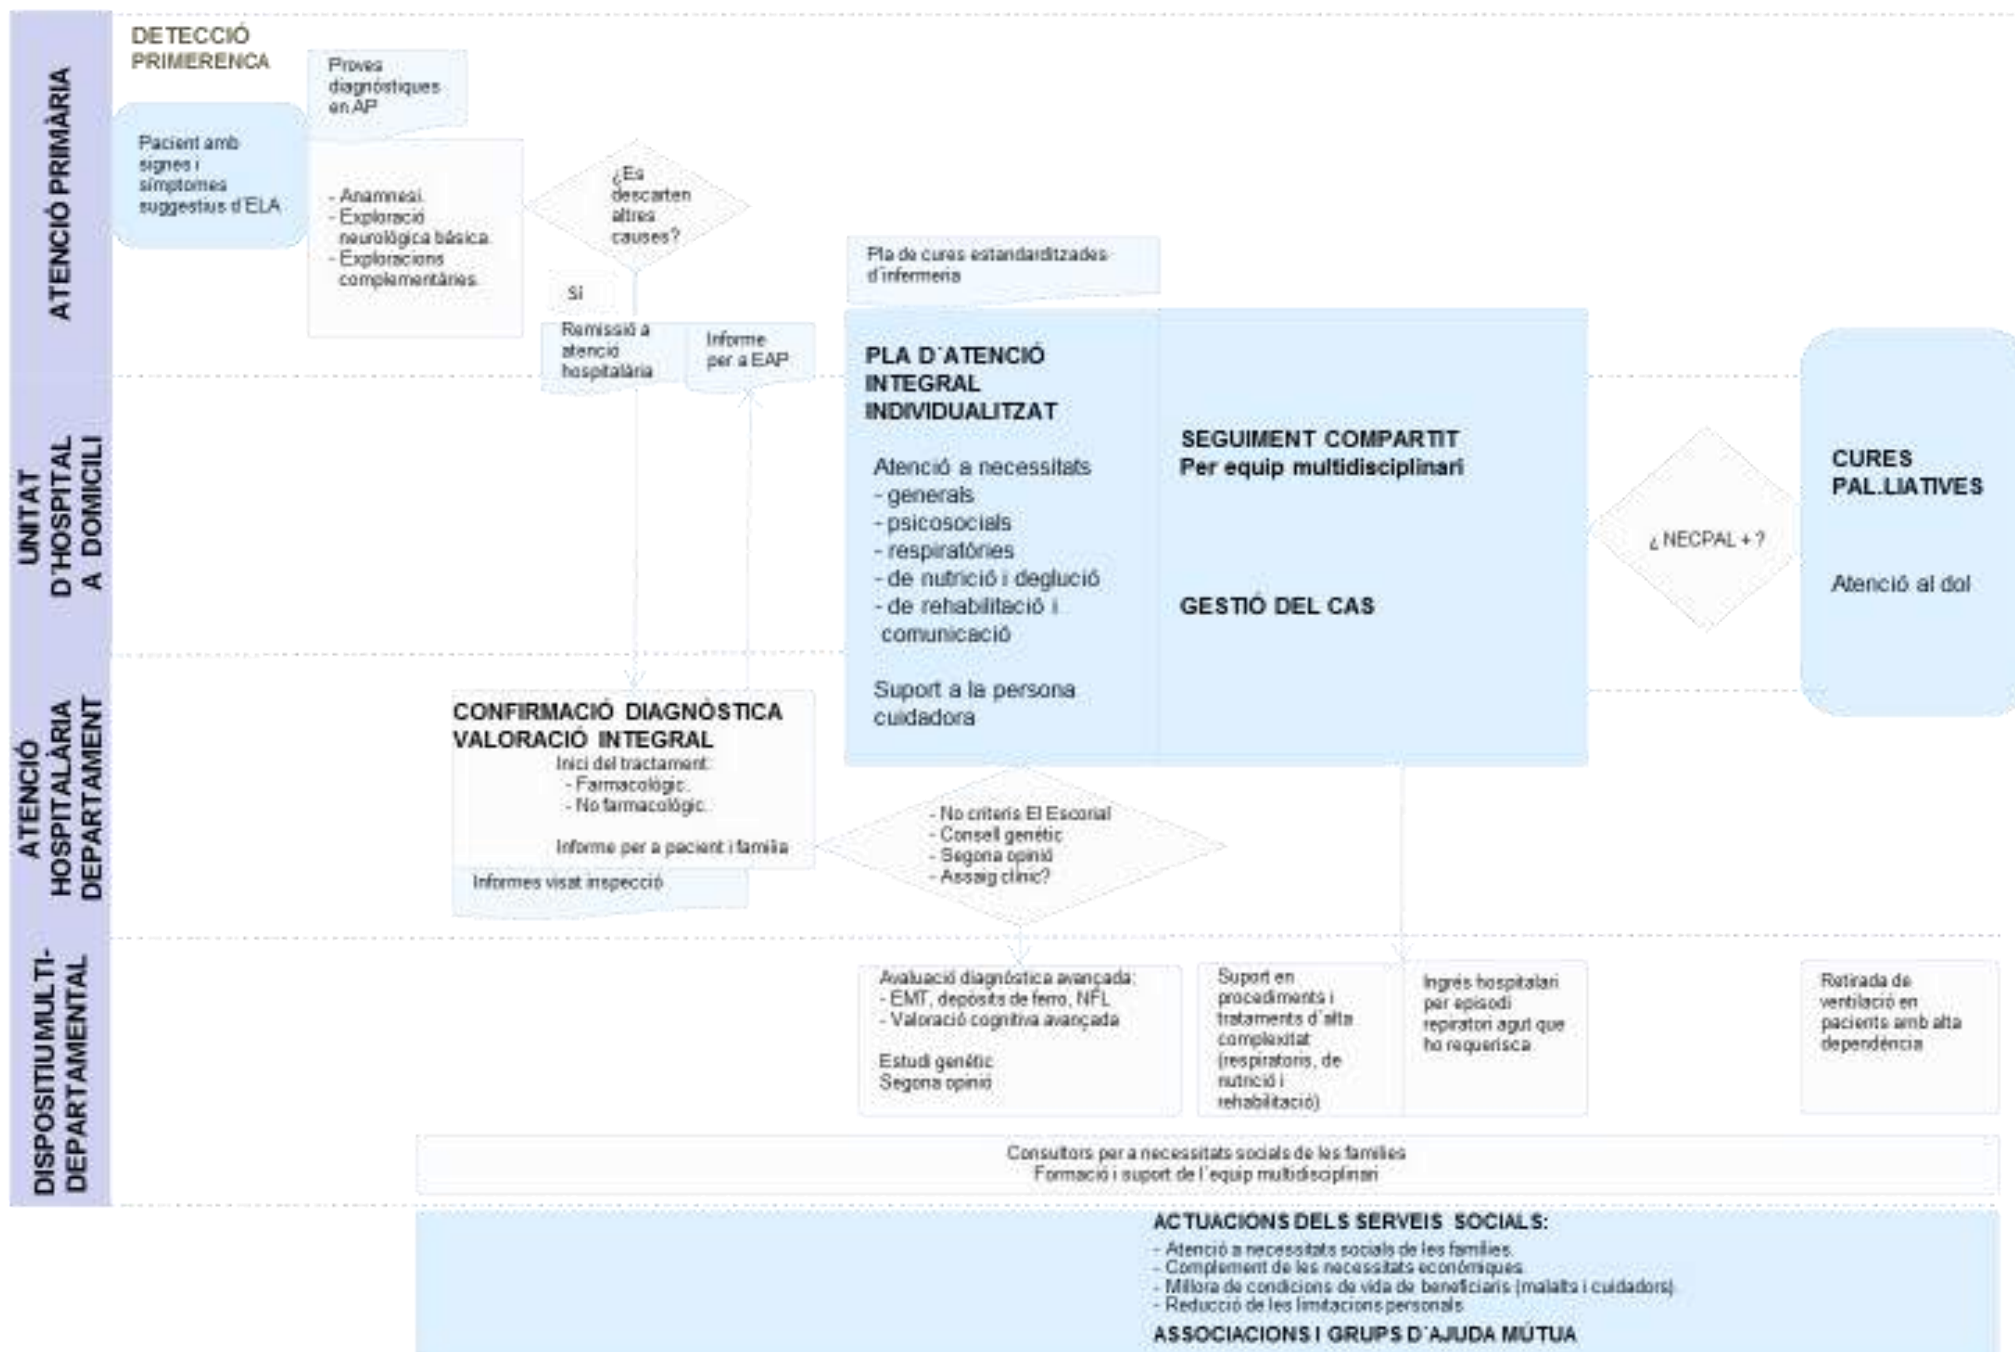 ATENCIÓ PRIMÀRIA
DETECCIÓ
PRIMERENCA
Pacient amb
signes i
símptomes
suggestius d´ELA
Proves
diagnòstiques
en AP
- Anamnesi.
- Exploració
neurològica bàsica.
- Exploracions
complementàries.
¿Es
descarten
altres
causes?
Sí
Remissió a
atenció
hospitalària
Informe
per a EAP
Pla de cures estandarditzades
d´infermeria
PLA D´ATENCIÓ
INTEGRAL
INDIVIDUALITZAT
Atenció a necessitats
- generals
- psicosocials
- respiratòries
- de nutrició i deglució
- de rehabilitació i
comunicació
Suport a la persona
cuidadora
SEGUIMENT COMPARTIT
Per equip multidisciplinari
GESTIÓ DEL CAS
¿ NECPAL + ?
CURES
PAL.LIATIVES
Atenció al dol
UNITAT
D´HOSPITAL
A DOMICILI
ATENCIÓ
HOSPITALÀRIA
DEPARTAMENT
CONFIRMACIÓ DIAGNÒSTICA
VALORACIÓ INTEGRAL
Inici del tractament:
- Farmacològic.
- No farmacològic.
Informe per a pacient i familia
Informes visat inspecció
- No criteris El Escorial
- Consell genètic
- Segona opinió
- Assaig clínic?
DISPOSITIU MULTI-
DEPARTAMENTAL
Avaluació diagnòstica avançada:
- EMT, depòsits de ferro, NFL
- Valoració cognitiva avançada
Estudi genètic
Segona opinió
Suport en
procediments i
trataments d´alta
complexitat
(respiratoris, de
nutrició i
rehabilitació)
Ingrés hospitalari
per episodi
repiratori agut que
ho requerisca
Retirada de
ventilació en
pacients amb alta
dependència
Consultors per a necessitats socials de les famílies
Formació i suport de l´equip multidisciplinari
ACTUACIONS DELS SERVEIS SOCIALS:
- Atenció a necessitats socials de les famílies.
- Complement de les necessitats econòmiques.
- Millora de condicions de vida de beneficiaris (malalts i cuidadors)
- Reducció de les limitacions personals
ASSOCIACIONS I GRUPS D´AJUDA MÚTUA